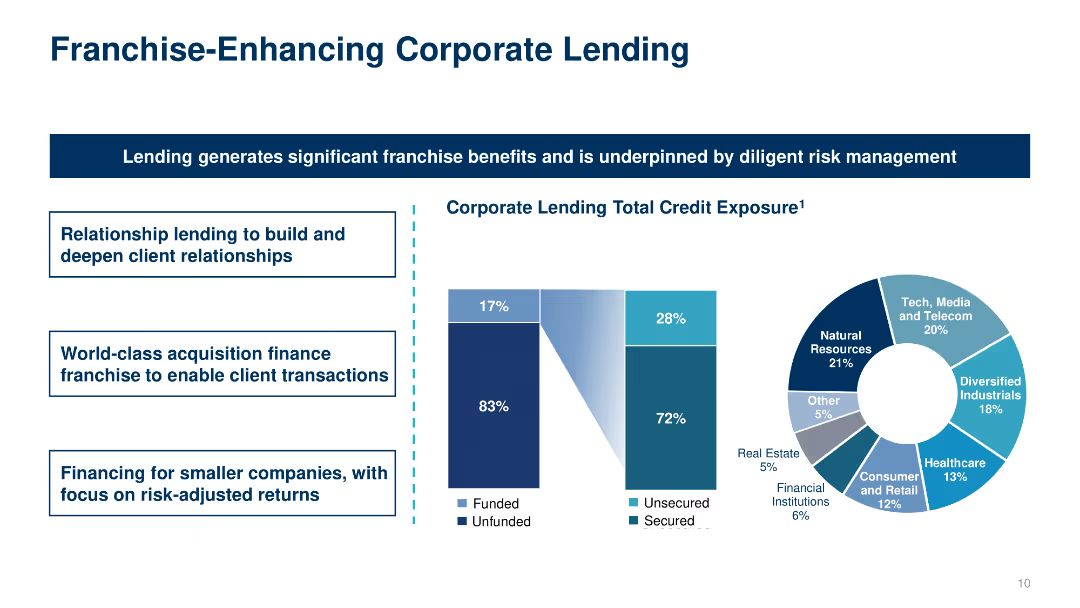 Franchise-Enhancing Corporate Lending
Lending generates significant franchise benefits and is underpinned by diligent risk management
Relationship lending to build and
deepen client relationships
World-class acquisition finance
franchise to enable client transactions
Financing for smaller companies, with
focus on risk-adjusted returns
Corporate Lending Total Credit Exposure¹
17%
83%
Funded
Unfunded
28%
72%
Unsecured
Secured
Tech, Media
and Telecom
20%
Diversified
Industrials
18%
Healthcare
13%
Consumer
and Retail
12%
Financial
Institutions
6%
Real Estate
5%
Other
5%
Natural
Resources
21%
10